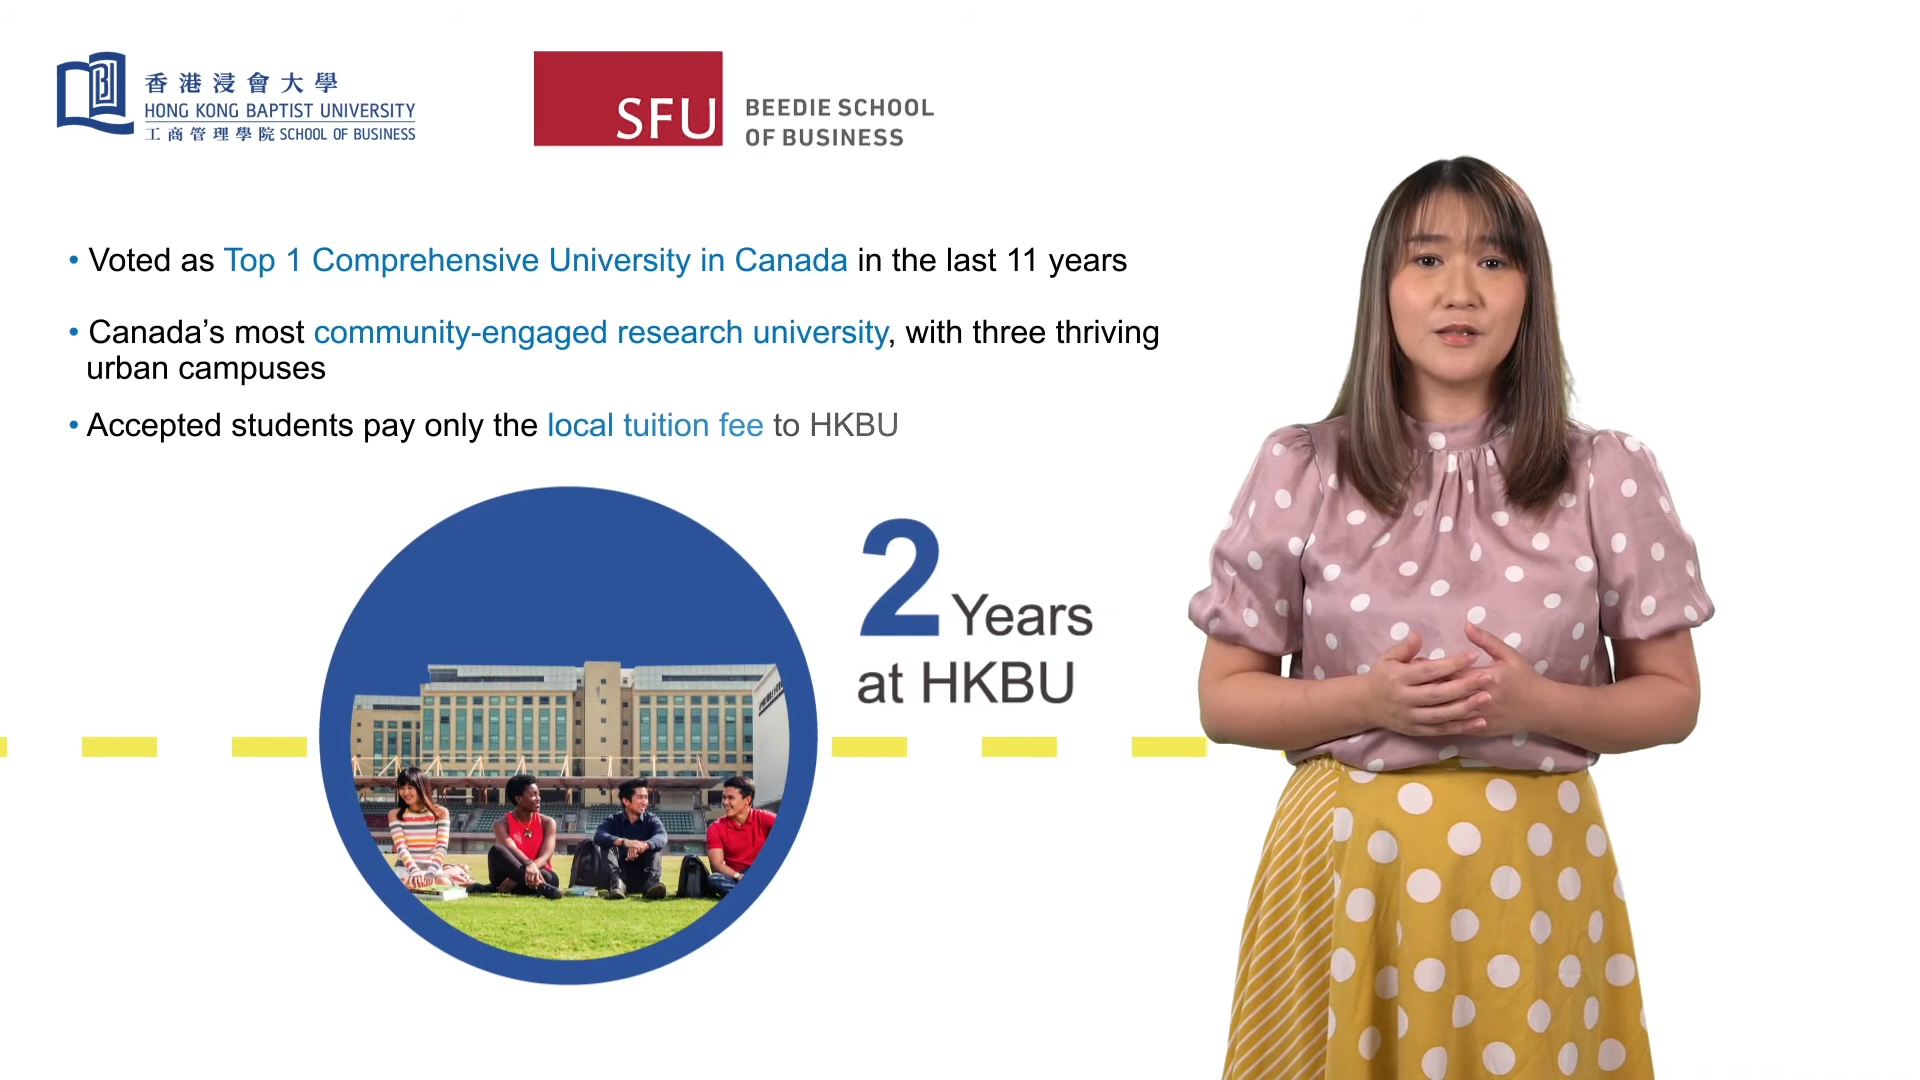 香港浸會大學
HONG KONG BAPTIST UNIVERSITY
工商管理學院 SCHOOL OF BUSINESS
SFU
BEEDIE SCHOOL
OF BUSINESS
• Voted as Top 1 Comprehensive University in Canada in the last 11 years
• Canada’s most community-engaged research university, with three thriving
urban campuses
• Accepted students pay only the local tuition fee to HKBU
2 Years
at HKBU